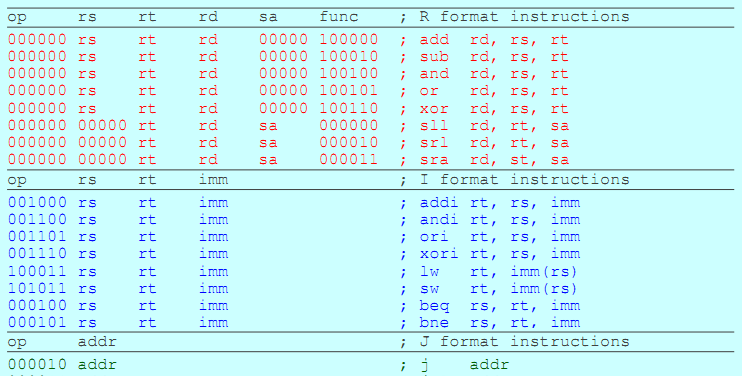 op rs rt rd sa func ; R format instructions
000000 rs rt rd 00000 100000 ; add rd, rs, rt
000000 rs rt rd 00000 100010 ; sub rd, rs, rt
000000 rs rt rd 00000 100100 ; and rd, rs, rt
000000 rs rt rd 00000 100101 ; or rd, rs, rt
000000 rs rt rd 00000 100110 ; xor rd, rs, rt
000000 00000 rt rd sa 000000 ; sll rd, rt, sa
000000 00000 rt rd sa 000010 ; srl rd, rt, sa
000000 00000 rt rd sa 000011 ; sra rd, st, sa
op rs rt imm ; I format instructions
001000 rs rt imm ; addi rt, rs, imm
001100 rs rt imm ; andi rt, rs, imm
001101 rs rt imm ; ori rt, rs, imm
001110 rs rt imm ; xori rt, rs, imm
100011 rs rt imm ; lw rt, imm(rs)
101011 rs rt imm ; sw rt, imm(rs)
000100 rs rt imm ; beq rs, rt, imm
000101 rs rt imm ; bne rs, rt, imm
op addr ; J format instructions
000010 addr ; j addr